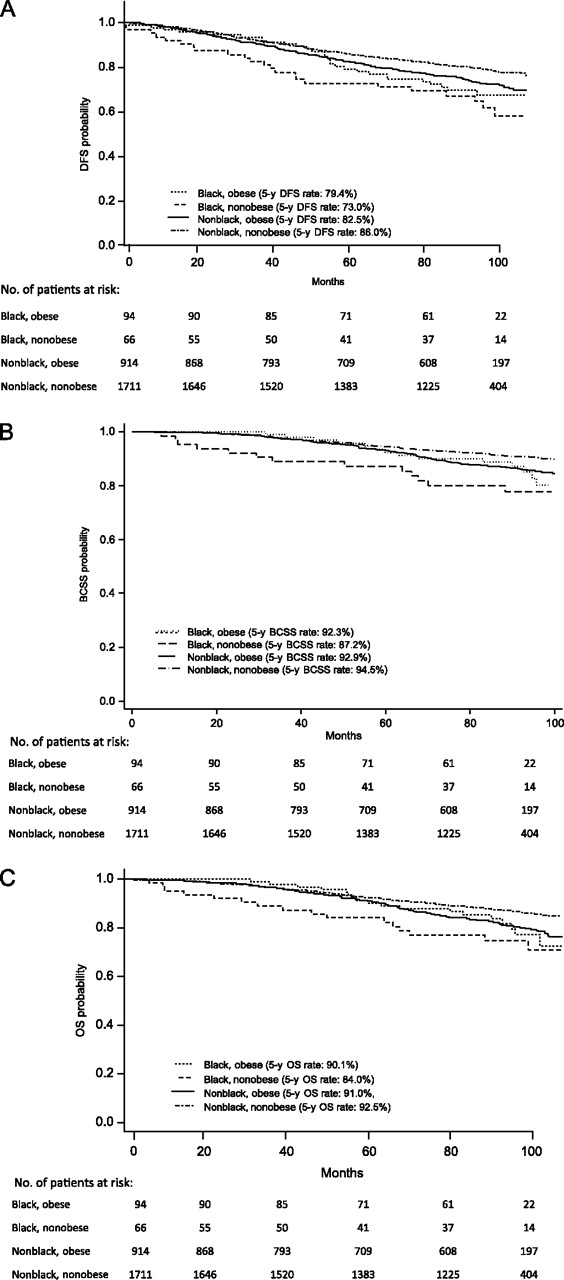 A
1.0
0.8
0.6
0.4
0.2
0.0
DFS probability
Black, obese (5-y DFS rate: 79.4%)
Black, nonobese (5-y DFS rate: 73.0%)
Nonblack, obese (5-y DFS rate: 82.5%)
Nonblack, nonobese (5-y DFS rate: 86.0%)
0 20 40 60 80 100
Months
No. of patients at risk:
Black, obese 94 90 85 71 61 22
Black, nonobese 66 55 50 41 37 14
Nonblack, obese 914 868 793 709 608 197
Nonblack, nonobese 1711 1646 1520 1383 1225 404
B
1.0
0.8
0.6
0.4
0.2
0.0
BCSS probability
Black, obese (5-y BCSS rate: 92.3%)
Black, nonobese (5-y BCSS rate: 87.2%)
Nonblack, obese (5-y BCSS rate: 92.9%)
Nonblack, nonobese (5-y BCSS rate: 94.5%)
0 20 40 60 80 100
Months
No. of patients at risk:
Black, obese 94 90 85 71 61 22
Black, nonobese 66 55 50 41 37 14
Nonblack, obese 914 868 793 709 608 197
Nonblack, nonobese 1711 1646 1520 1383 1225 404
C
1.0
0.8
0.6
0.4
0.2
0.0
OS probability
Black, obese (5-y OS rate: 90.1%)
Black, nonobese (5-y OS rate: 84.0%)
Nonblack, obese (5-y OS rate: 91.0%,
Nonblack, nonobese (5-y OS rate: 92.5%)
0 20 40 60 80 100
Months
No. of patients at risk:
Black, obese 94 90 85 71 61 22
Black, nonobese 66 55 50 41 37 14
Nonblack, obese 914 868 793 709 608 197
Nonblack, nonobese 1711 1646 1520 1383 1225 404